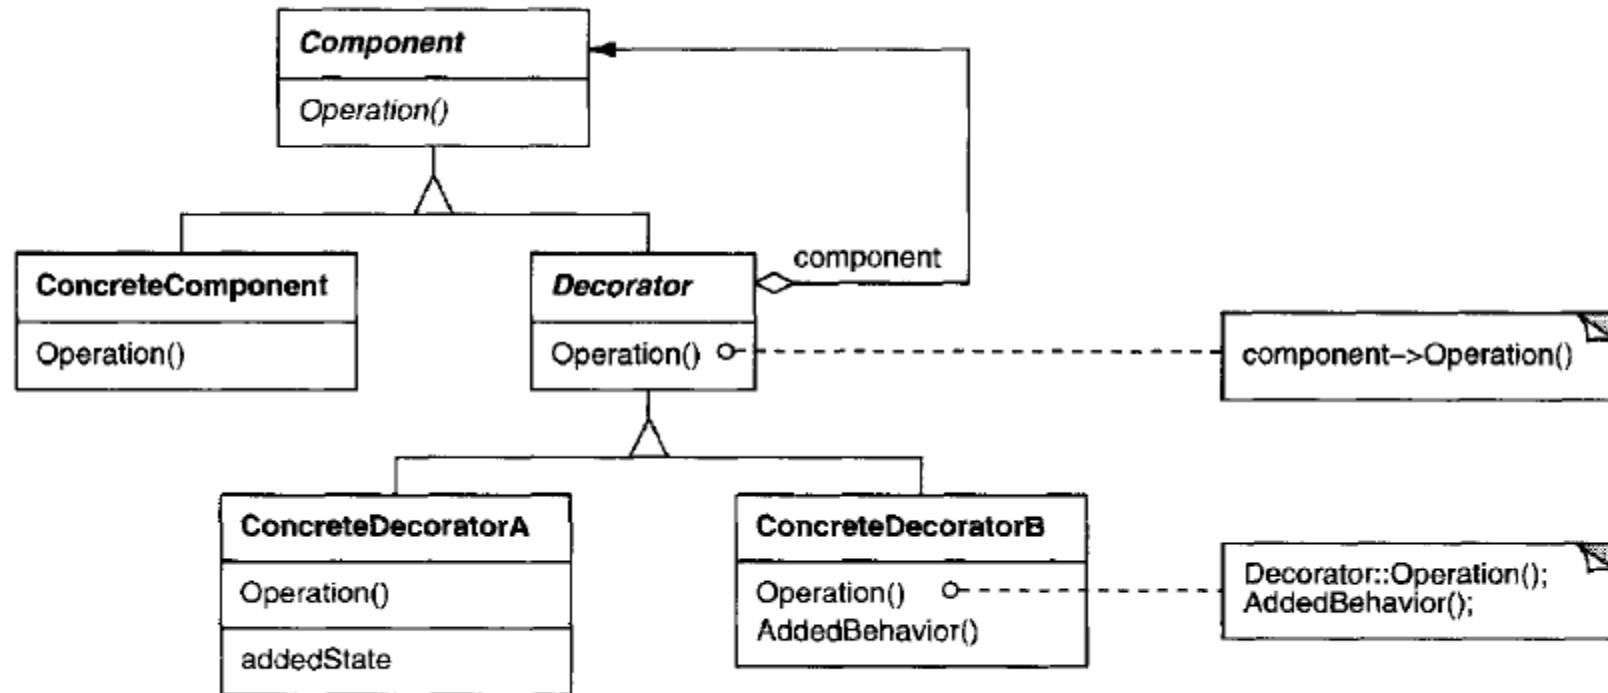 Component
Operation()
ConcreteComponent
Operation()
Decorator
Operation()
component
component->Operation()
ConcreteDecoratorA
Operation()
addedState
ConcreteDecoratorB
Operation()
AddedBehavior()
Decorator::Operation();
AddedBehavior();